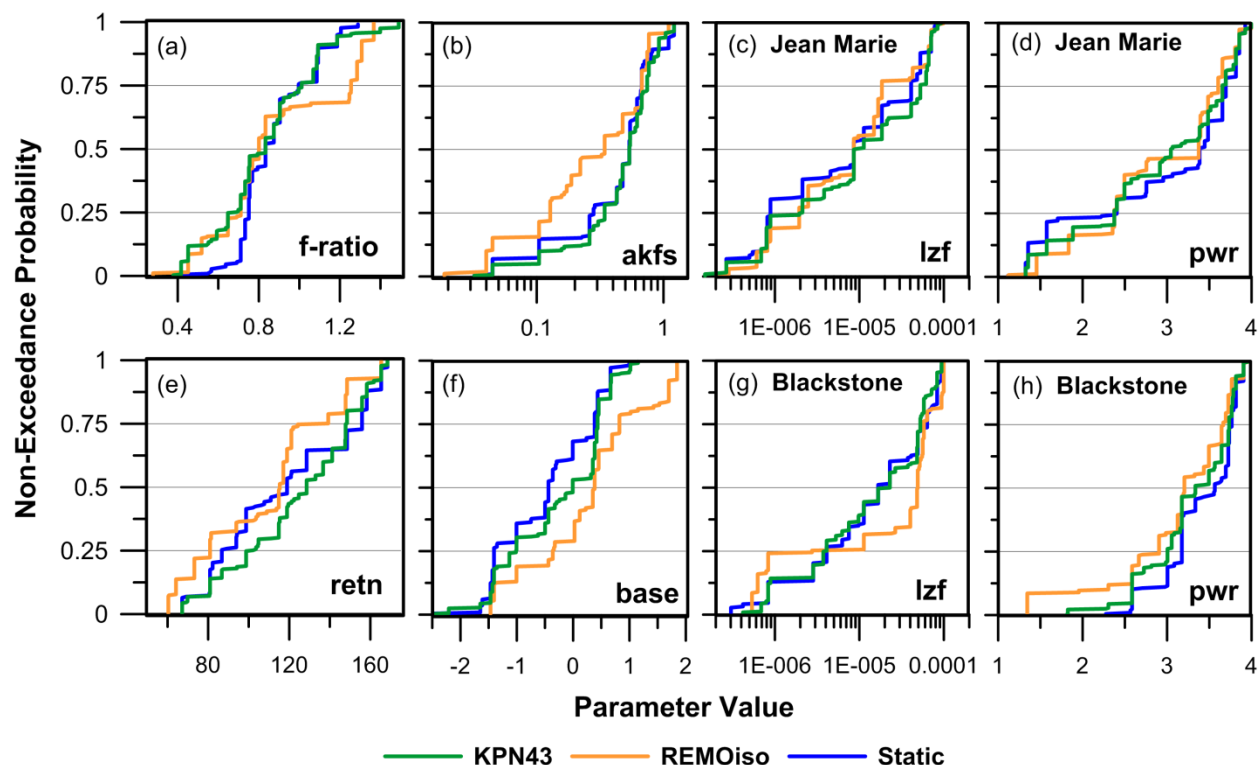 Non-Exceedance Probability
1
0.75
0.5
0.25
0
(a)
f-ratio
0.4 0.8 1.2
(b)
akfs
0.1 1
(c) Jean Marie
lzf
1E-006 1E-005 0.0001
(d) Jean Marie
pwr
1 2 3 4
1
0.75
0.5
0.25
0
(e)
retn
80 120 160
(f)
base
-2 -1 0 1 2
(g) Blackstone
lzf
1E-006 1E-005 0.0001
(h) Blackstone
pwr
1 2 3 4
Parameter Value
KPN43 REMOiso Static